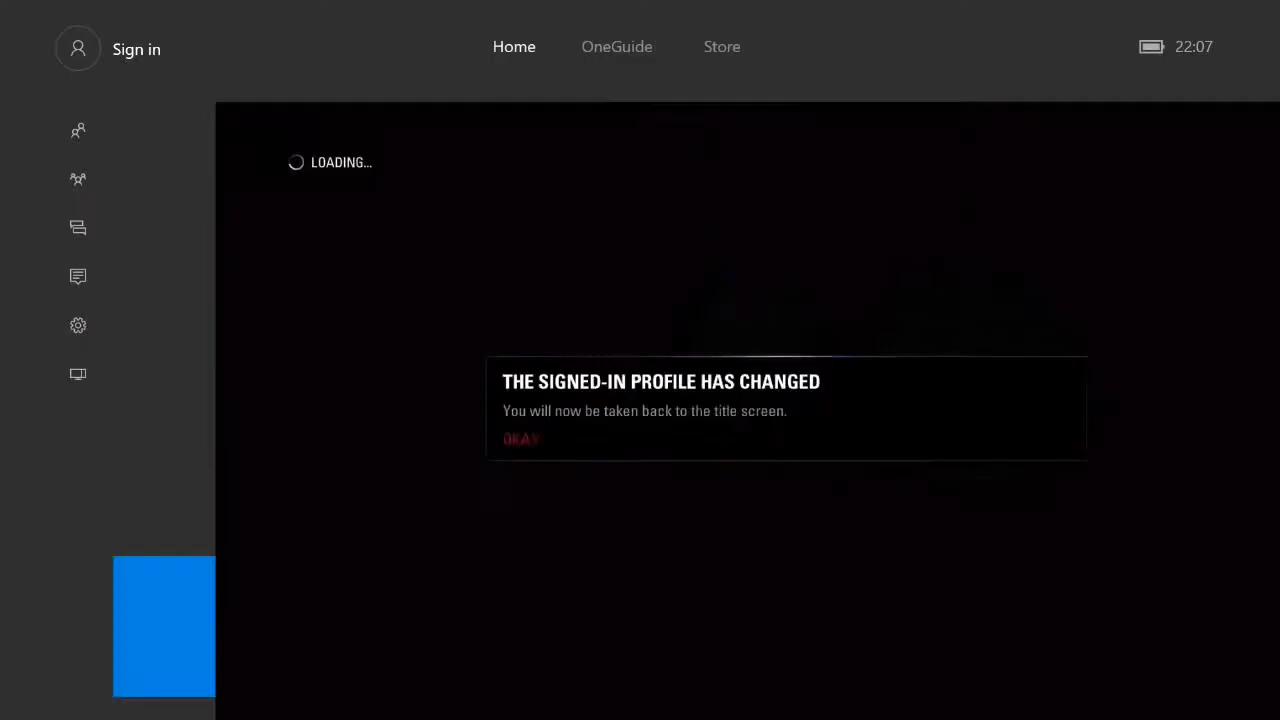 Sign in
Home
OneGuide
Store
22:07
LOADING...
THE SIGNED-IN PROFILE HAS CHANGED
You will now be taken back to the title screen.
OKAY